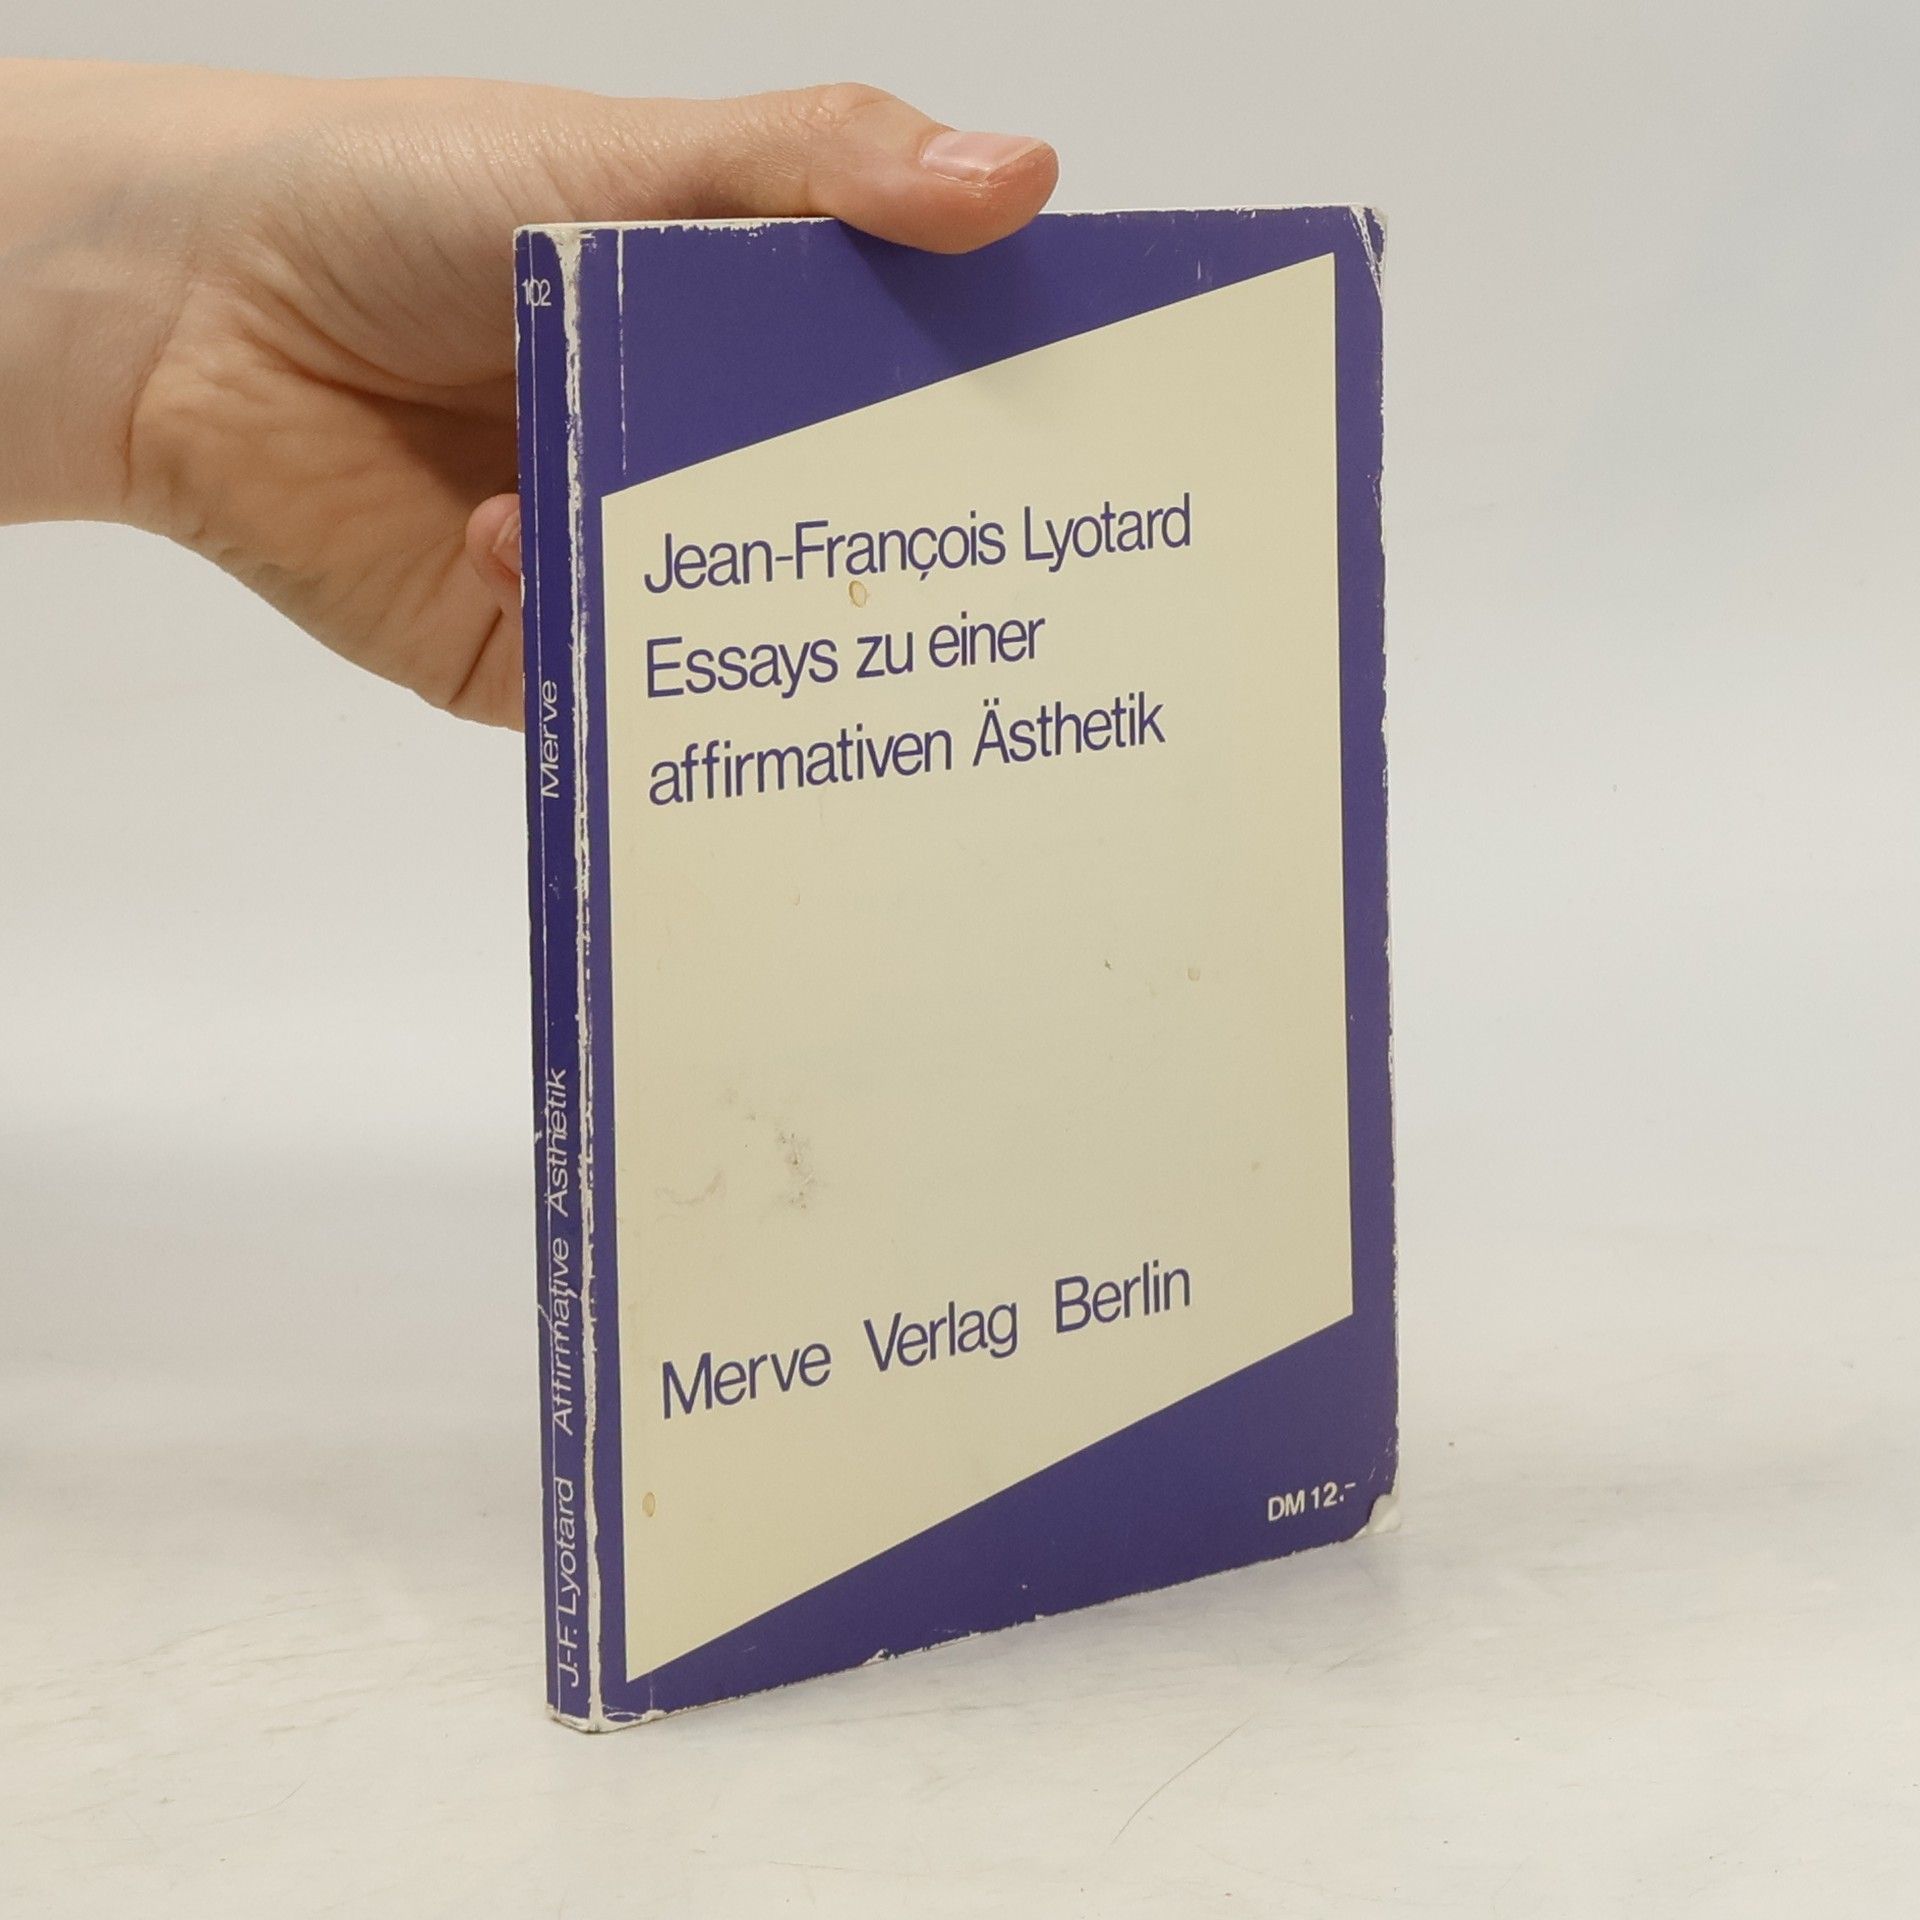 Jean-François Lyotard
Essays zu einer
affirmativen Ästhetik
Merve Verlag Berlin
DM 12.-
J.-F. Lyotard Affirmative Ästhetik Merve
102